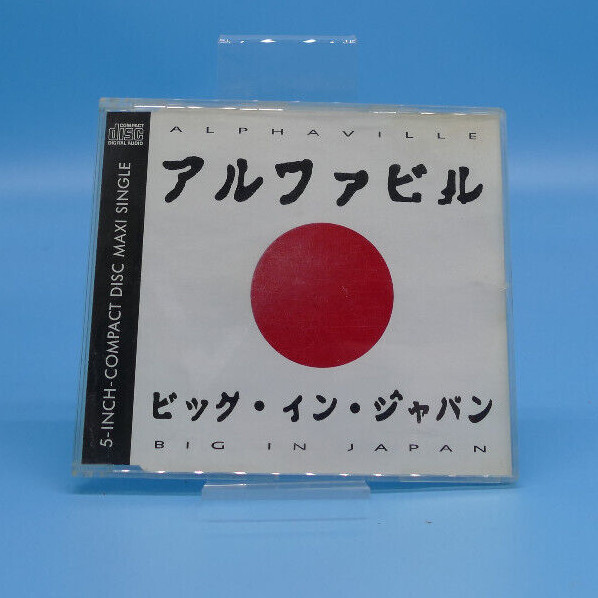 COMPACT
disc
DIGITAL AUDIO
5-INCH-COMPACT DISC MAXI SINGLE
ALPHAVILLE
アルファビル
ビッグ・イン・ジャパン
BIG IN JAPAN